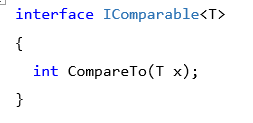 interface IComparable<T>
{
int CompareTo(T x);
}